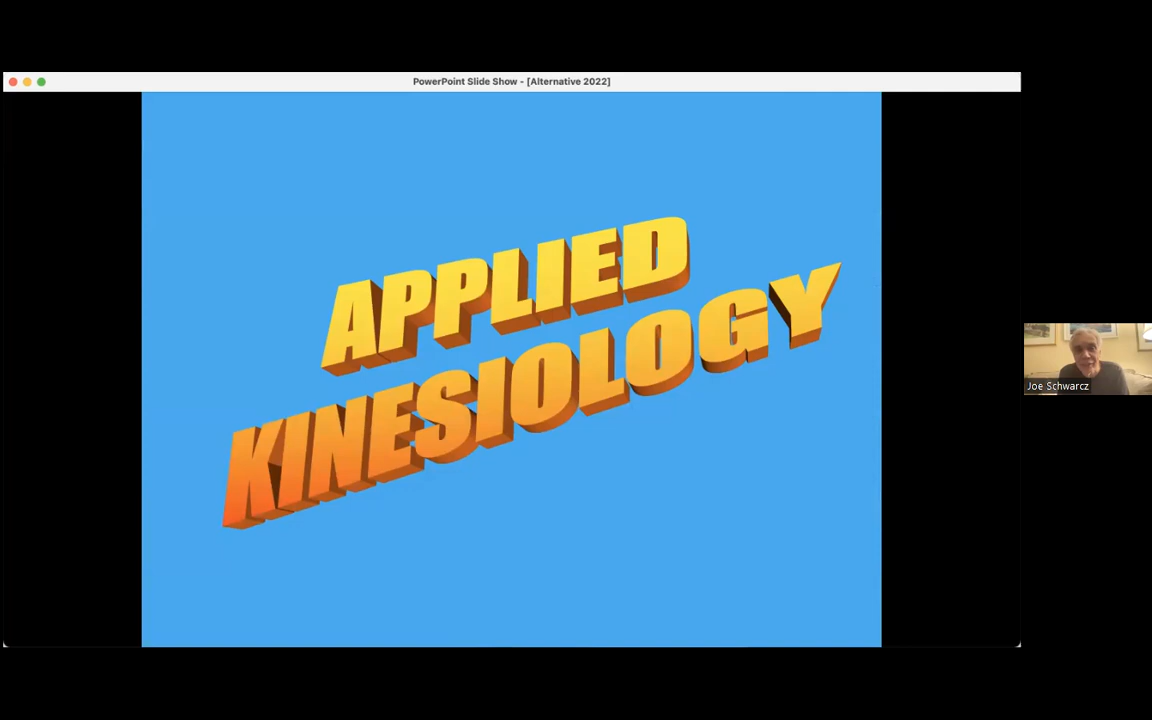 PowerPoint Slide Show - [Alternative 2022]
APPLIED
KINESIOLOGY
Joe Schwarcz